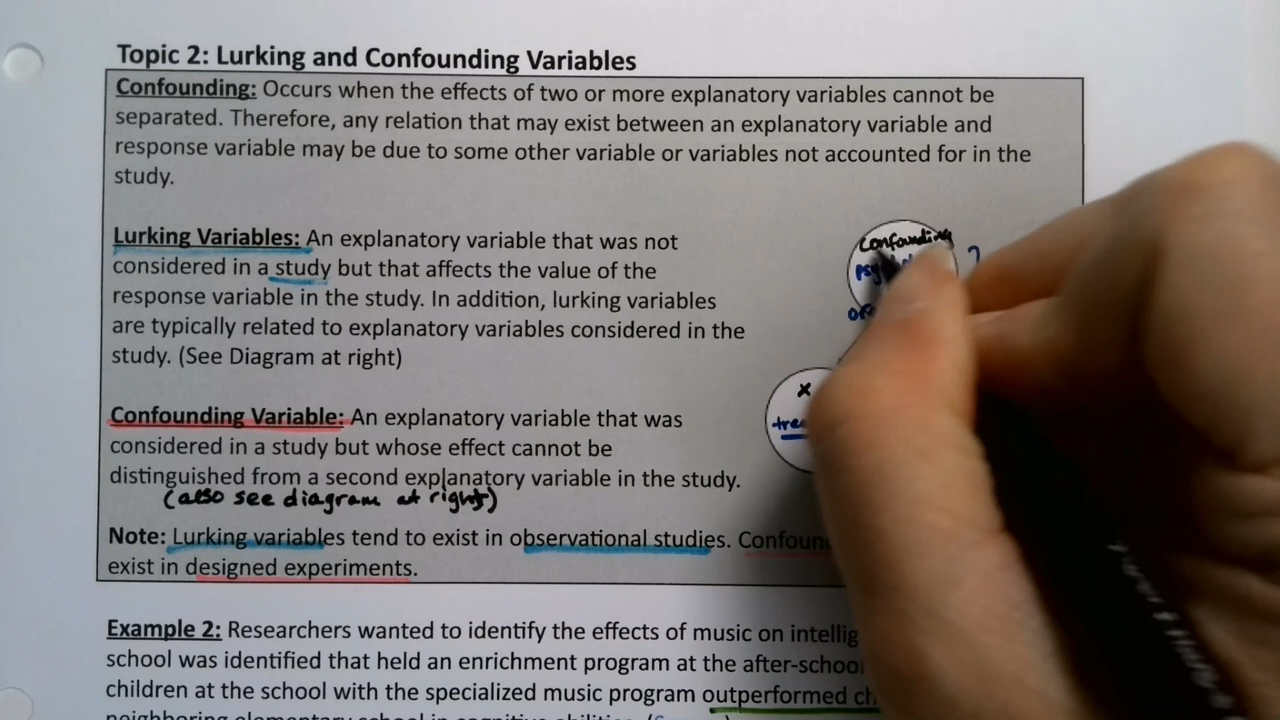 Topic 2: Lurking and Confounding Variables
Confounding: Occurs when the effects of two or more explanatory variables cannot be
separated. Therefore, any relation that may exist between an explanatory variable and
response variable may be due to some other variable or variables not accounted for in the
study.
Lurking Variables: An explanatory variable that was not
considered in a study but that affects the value of the
response variable in the study. In addition, lurking variables
are typically related to explanatory variables considered in the
study. (See Diagram at right)
Confounding
?
x
Confounding Variable: An explanatory variable that was
considered in a study but whose effect cannot be
distinguished from a second explanatory variable in the study.
(also see diagram at right)
Note: Lurking variables tend to exist in observational studies.
exist in designed experiments.
Example 2: Researchers wanted to identify the effects of music on
school was identified that held an enrichment program at the after-school
children at the school with the specialized music program outperformed
neighboring elementary school in cognitive abilities.